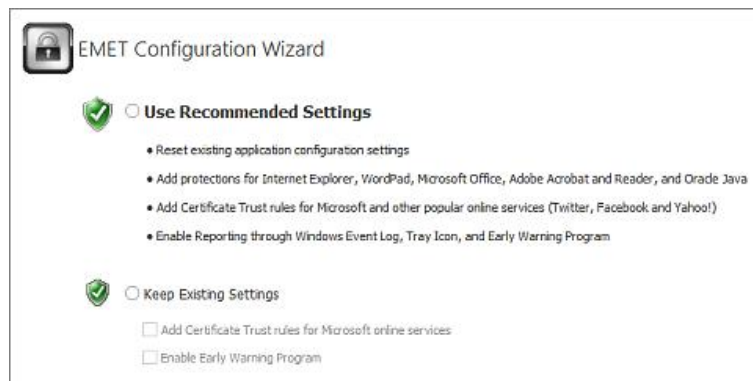 EMET Configuration Wizard
Use Recommended Settings
• Reset existing application configuration settings
• Add protections for Internet Explorer, WordPad, Microsoft Office, Adobe Acrobat and Reader, and Oracle Java
• Add Certificate Trust rules for Microsoft and other popular online services (Twitter, Facebook and Yahoo!)
• Enable Reporting through Windows Event Log, Tray Icon, and Early Warning Program
Keep Existing Settings
Add Certificate Trust rules for Microsoft online services
Enable Early Warning Program